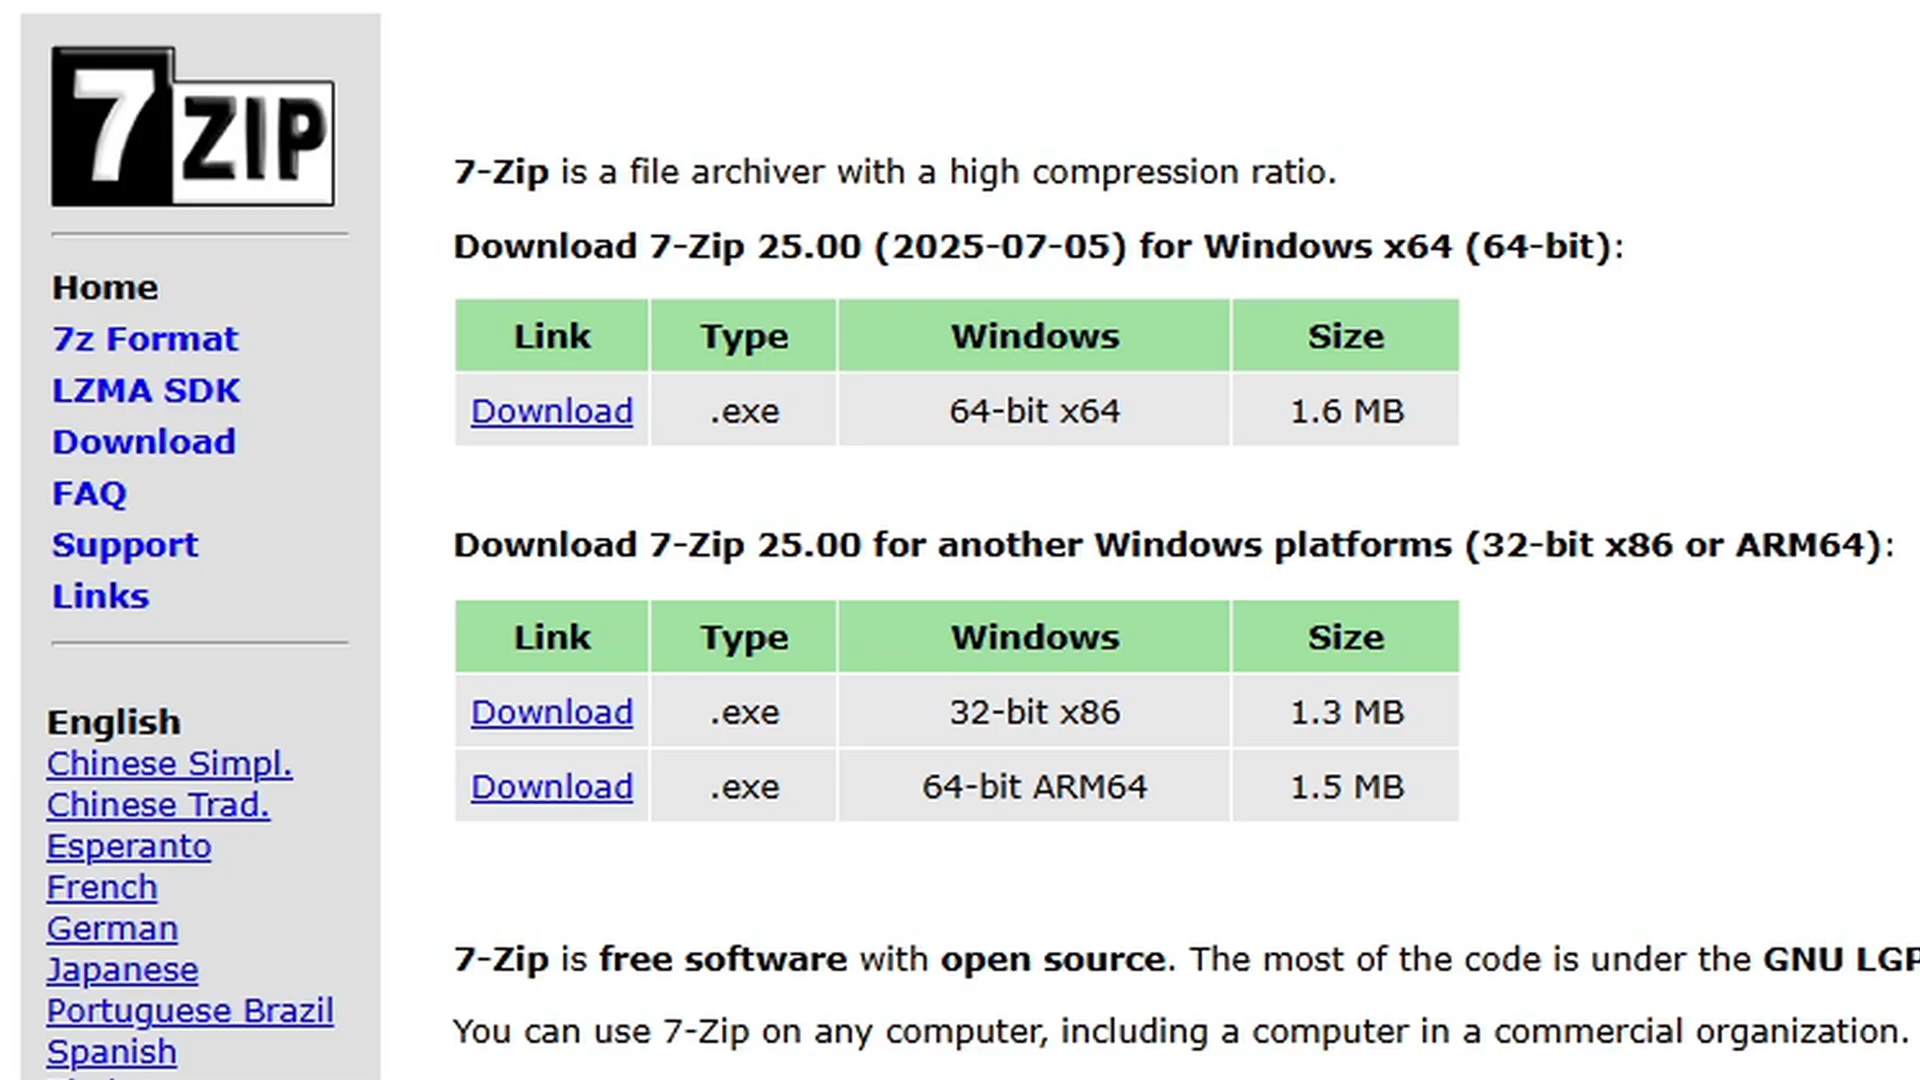 7 ZIP
Home
7z Format
LZMA SDK
Download
FAQ
Support
Links
English
Chinese Simpl.
Chinese Trad.
Esperanto
French
German
Japanese
Portuguese Brazil
Spanish
7-Zip is a file archiver with a high compression ratio.
Download 7-Zip 25.00 (2025-07-05) for Windows x64 (64-bit):
Link Type Windows Size
Download .exe 64-bit x64 1.6 MB
Download 7-Zip 25.00 for another Windows platforms (32-bit x86 or ARM64):
Link Type Windows Size
Download .exe 32-bit x86 1.3 MB
Download .exe 64-bit ARM64 1.5 MB
7-Zip is free software with open source. The most of the code is under the GNU LGP
You can use 7-Zip on any computer, including a computer in a commercial organization.